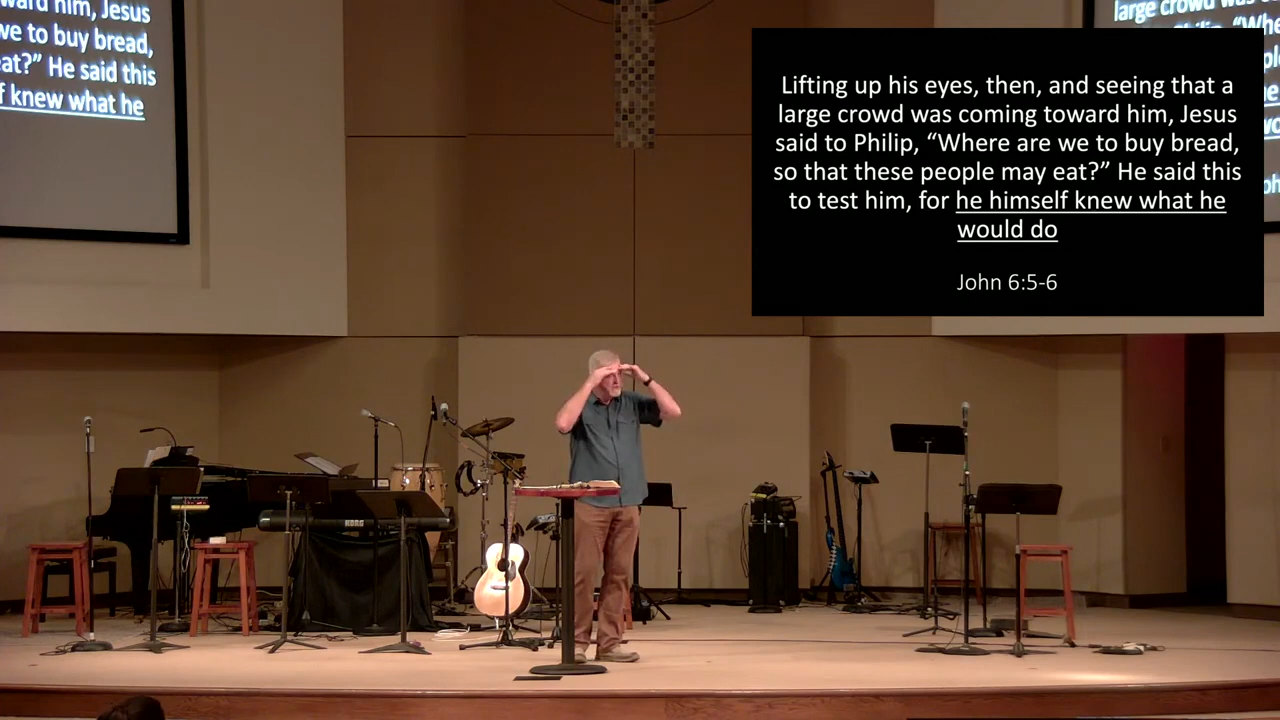 ward him, Jesus
we to buy bread,
eat?” He said this
f knew what he
large crowd was
Lifting up his eyes, then, and seeing that a
large crowd was coming toward him, Jesus
said to Philip, “Where are we to buy bread,
so that these people may eat?” He said this
to test him, for he himself knew what he
would do
John 6:5-6
KORG